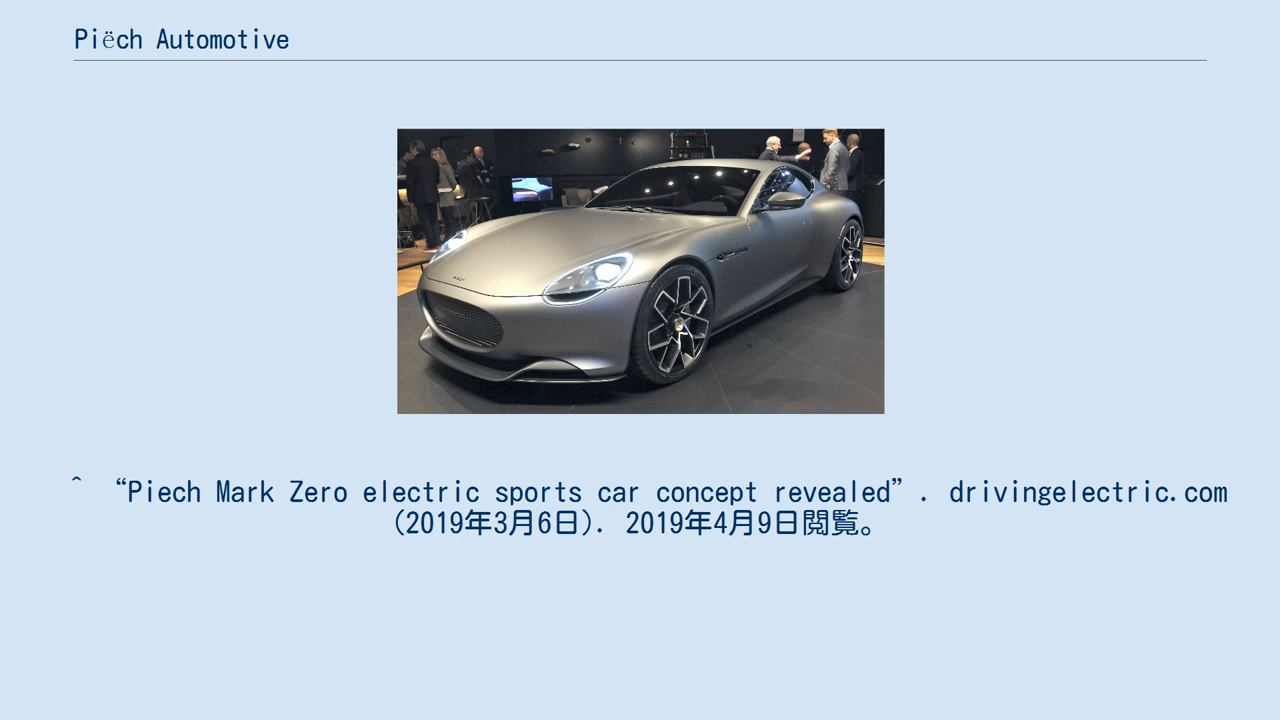 Piëch Automotive
^ “Piech Mark Zero electric sports car concept revealed”. drivingelectric.com
(2019年3月6日). 2019年4月9日閲覧。